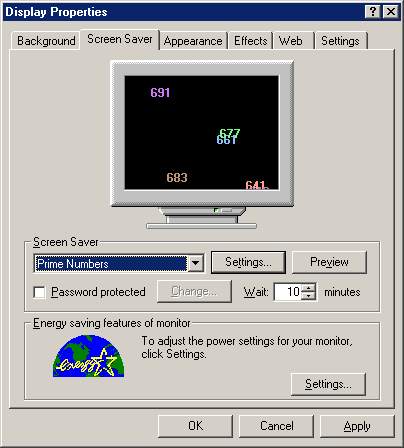 Display Properties
Background Screen Saver Appearance Effects Web Settings
691
677
661
683
641
Screen Saver
Prime Numbers Settings... Preview
Password protected Change... Wait: 10 minutes
Energy saving features of monitor
To adjust the power settings for your monitor,
click Settings.
energy
Settings...
OK Cancel Apply